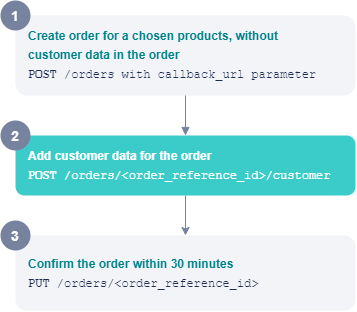 1
Create order for a chosen products, without
customer data in the order
POST /orders with callback_url parameter
2
Add customer data for the order
POST /orders/<order_reference_id>/customer
3
Confirm the order within 30 minutes
PUT /orders/<order_reference_id>